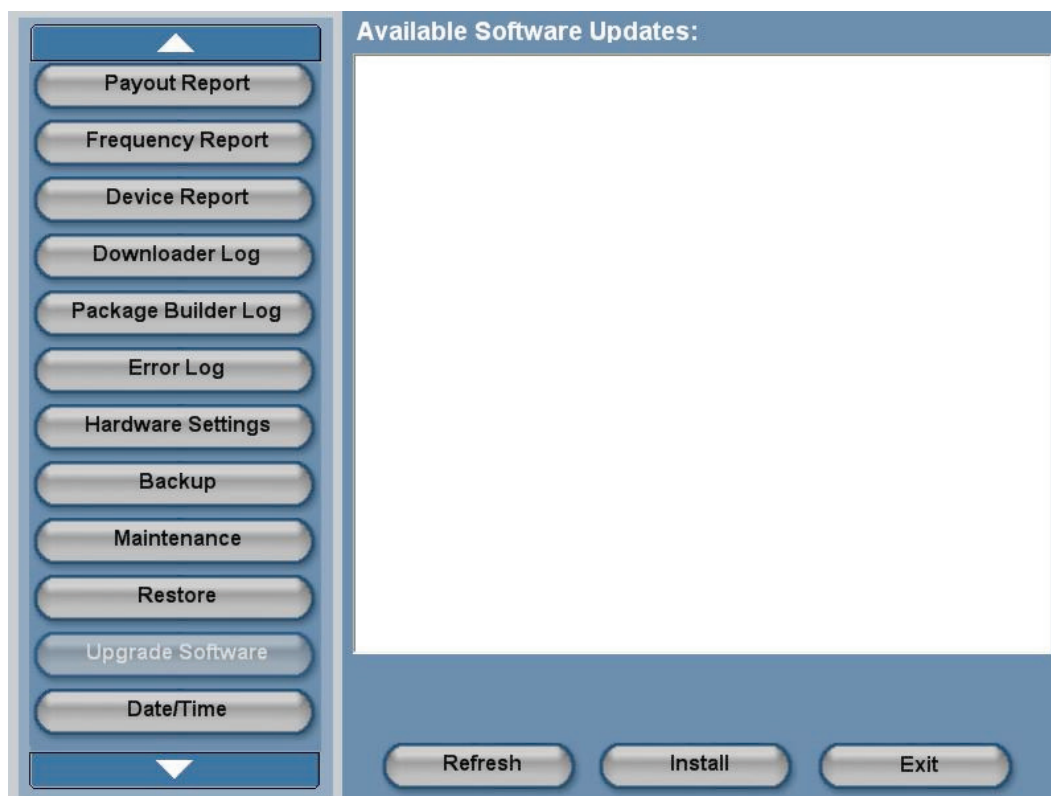 Available Software Updates:
Payout Report
Frequency Report
Device Report
Downloader Log
Package Builder Log
Error Log
Hardware Settings
Backup
Maintenance
Restore
Upgrade Software
Date/Time
Refresh
Install
Exit